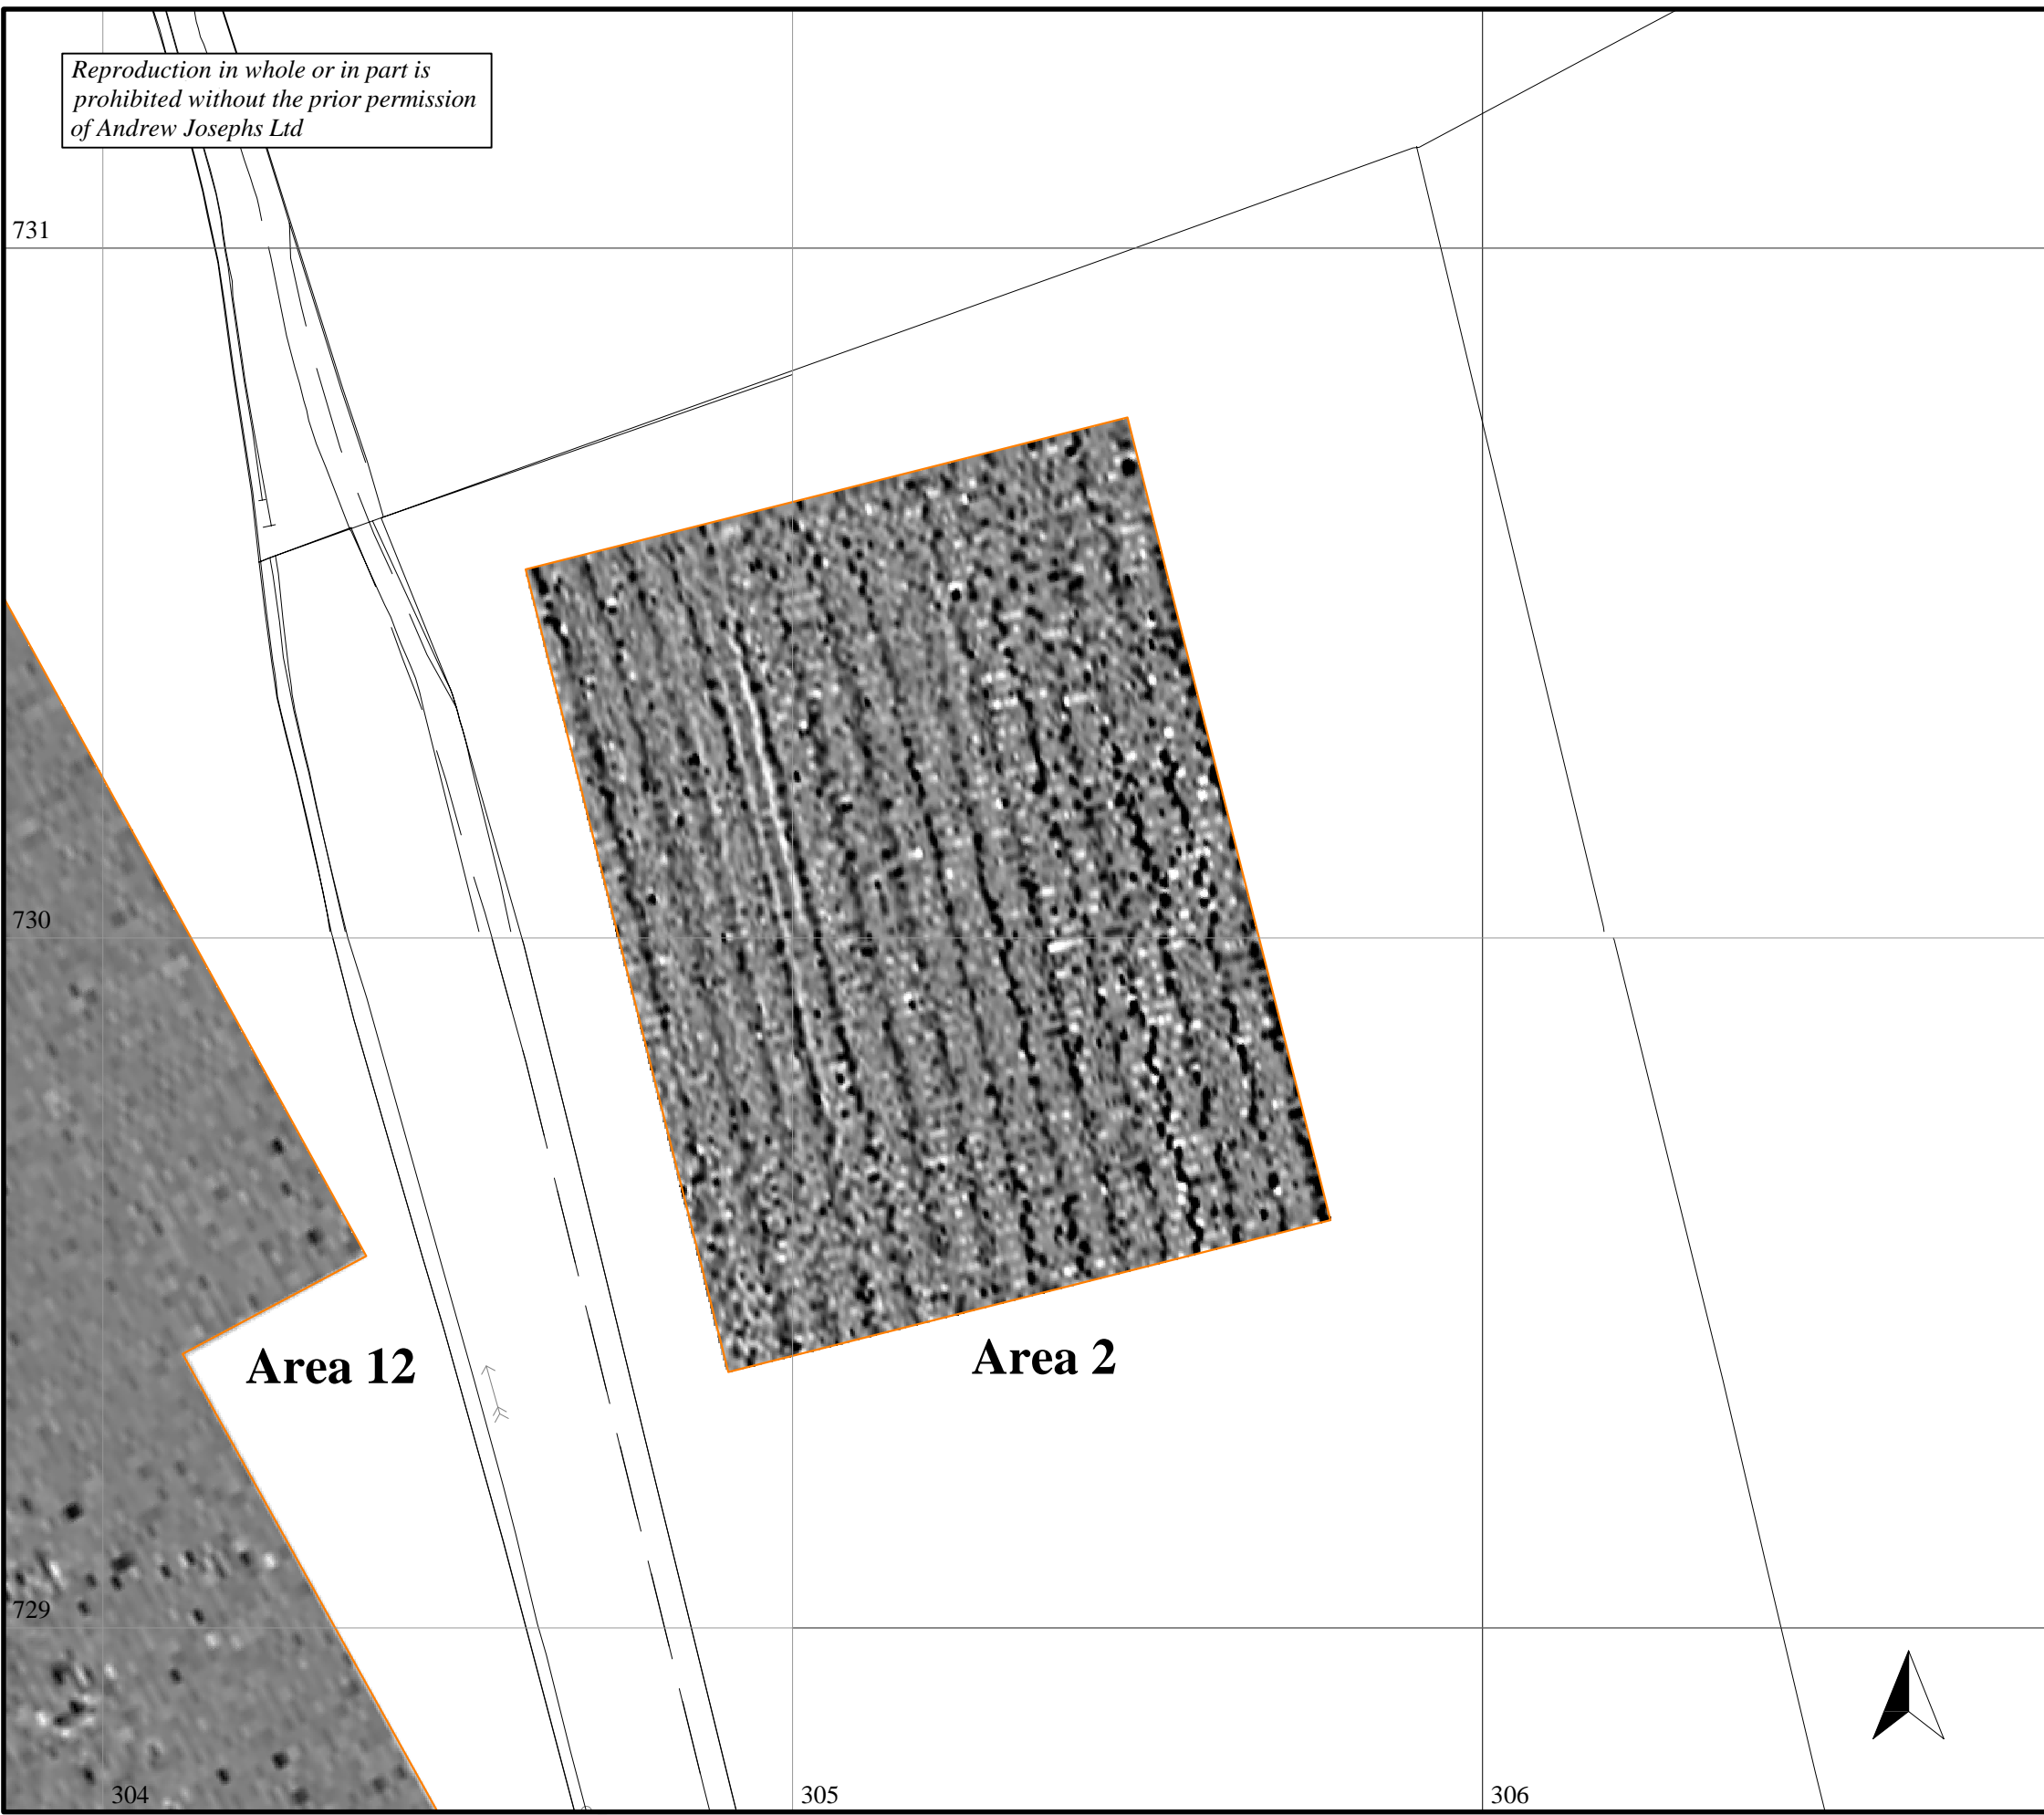 Reproduction in whole or in part is
prohibited without the prior permission
of Andrew Josephs Ltd
731
730
Area 12
Area 2
729
304
305
306